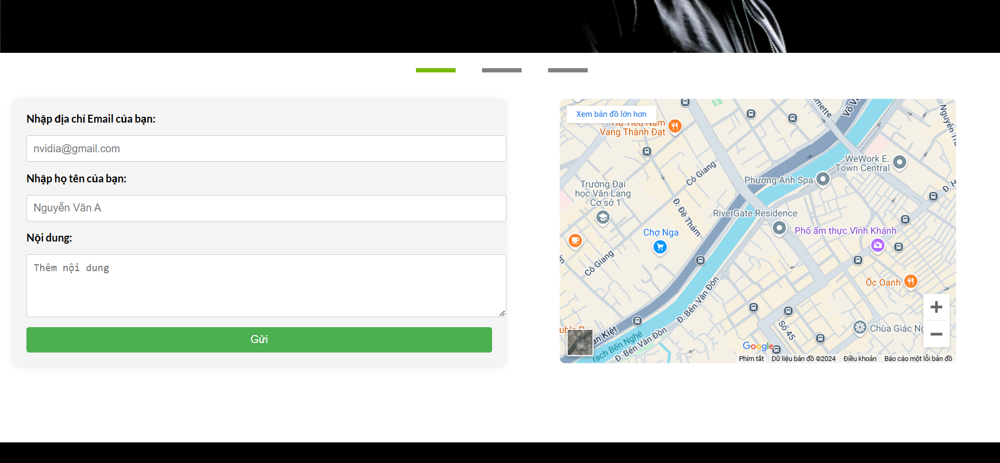 Nhập địa chỉ Email của bạn:
nvidia@gmail.com
Nhập họ tên của bạn:
Nguyễn Văn A
Nội dung:
Thêm nội dung
Gửi
Xem bản đồ lớn hơn
Vang Thành Đạt
Cô Giang
Trường Đại
học Văn Lang
- Cơ sở 1
Đ. Đề Thám
Chợ Nga
Cô Giang
WeWork E.
Town Central
Phương Anh Spa
RiverGate Residence
Phố ẩm thực Vĩnh Khánh
Ốc Oanh
Đ. Bến Vân Đồn
Số 45
Chùa Giác
rạch Bến Nghé
Đ. Bến Vân Đồn
Google
Phím tắt
Dữ liệu bản đồ ©2024
Điều khoản
Báo cáo một lỗi bản đồ